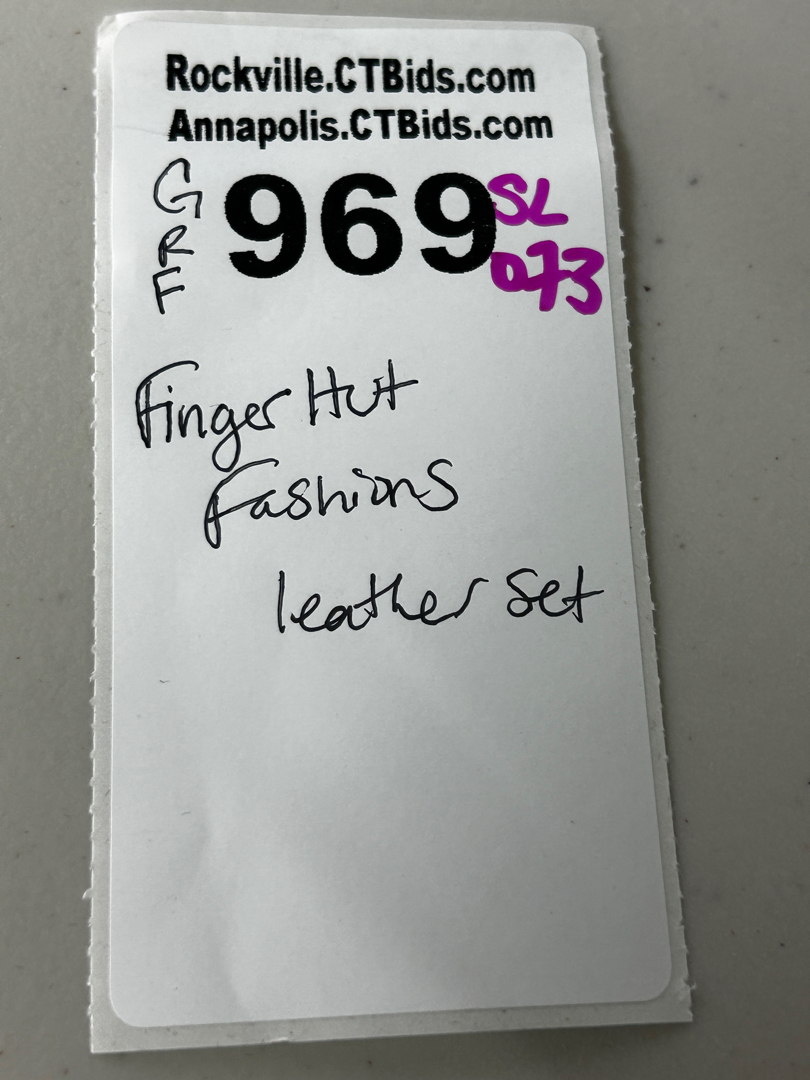 Rockville.CTBids.com
Annapolis.CTBids.com
G
R
F
969
SL
073
Finger Hut
Fashions
leather Set